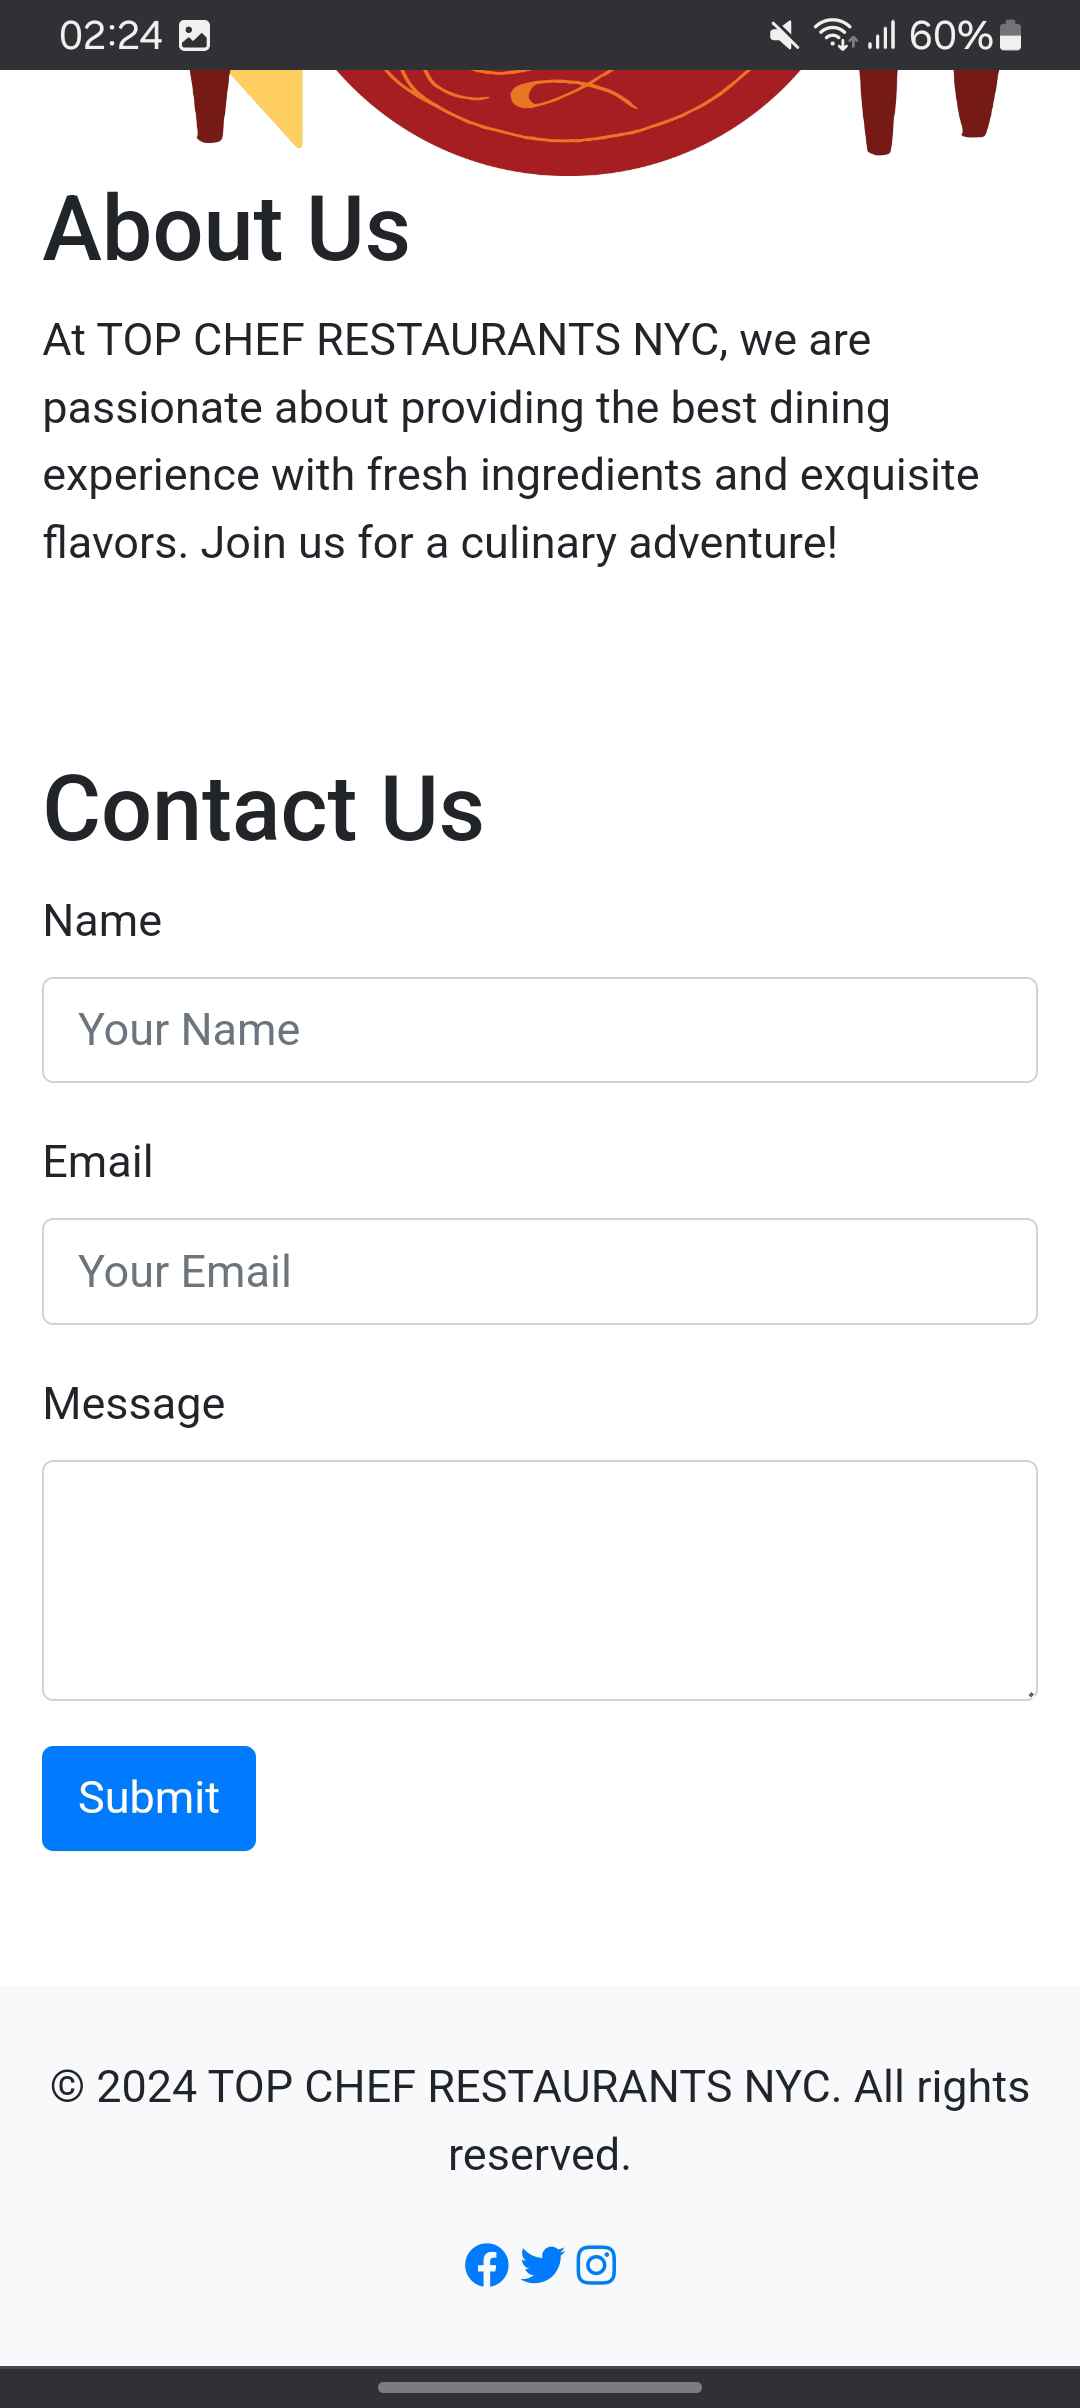 02:24
60%
About Us
At TOP CHEF RESTAURANTS NYC, we are
passionate about providing the best dining
experience with fresh ingredients and exquisite
flavors. Join us for a culinary adventure!
Contact Us
Name
Your Name
Email
Your Email
Message
Submit
© 2024 TOP CHEF RESTAURANTS NYC. All rights
reserved.